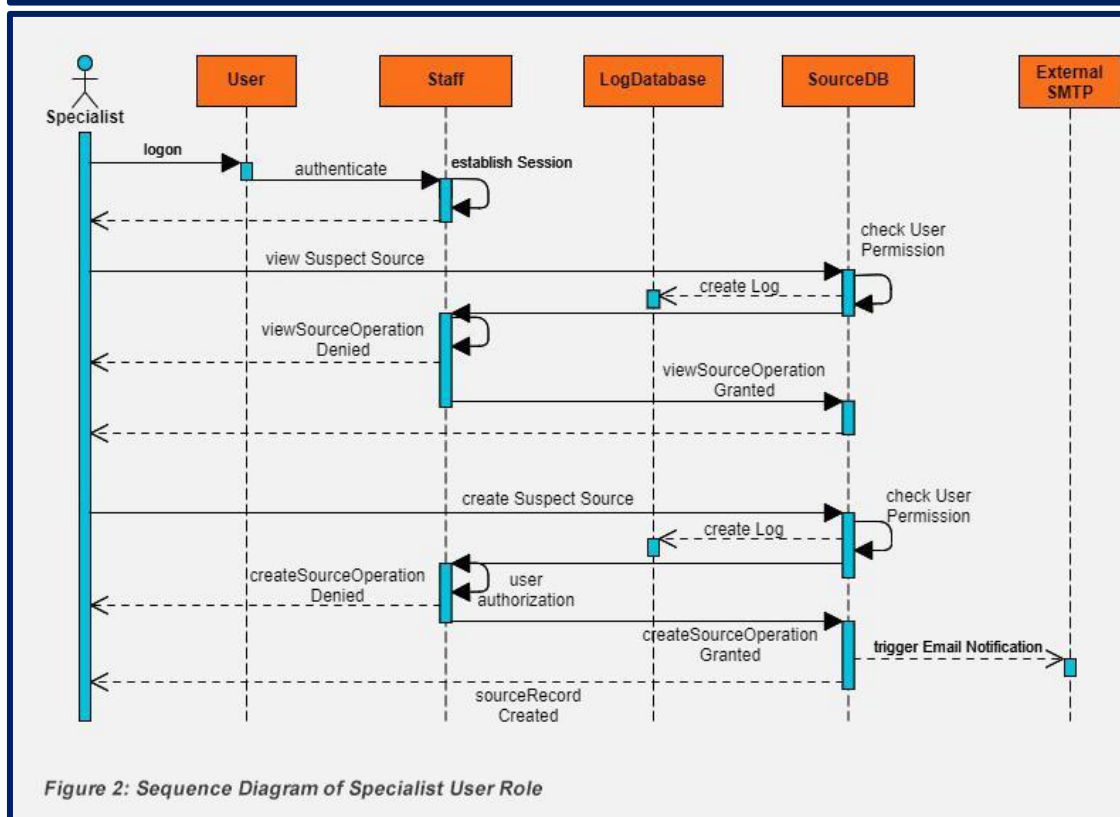 User
Staff
LogDatabase
SourceDB
External
SMTP
Specialist
logon
authenticate
establish Session
view Suspect Source
check User
Permission
create Log
viewSourceOperation
Denied
viewSourceOperation
Granted
create Suspect Source
check User
Permission
create Log
createSourceOperation
Denied
user
authorization
createSourceOperation
Granted
trigger Email Notification
sourceRecord
Created
Figure 2: Sequence Diagram of Specialist User Role